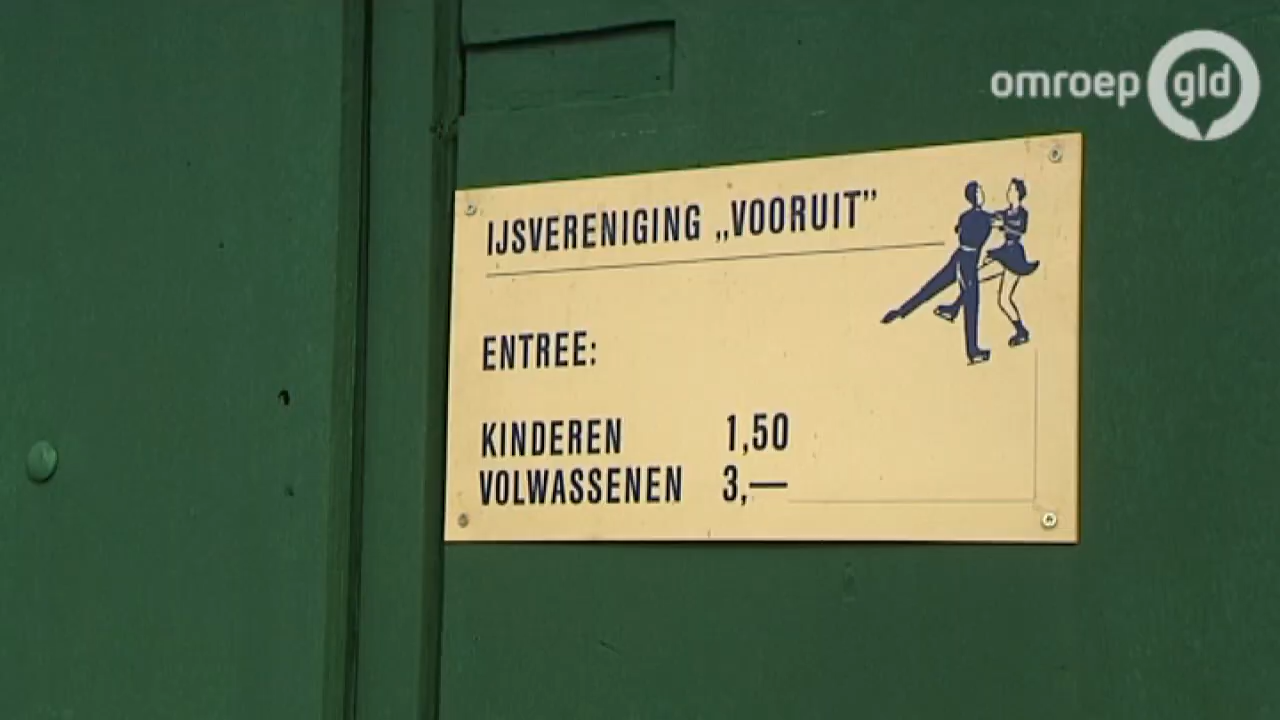 omroep gld
IJSVERENIGING „VOORUIT”
ENTREE:
KINDEREN 1,50
VOLWASSENEN 3,—